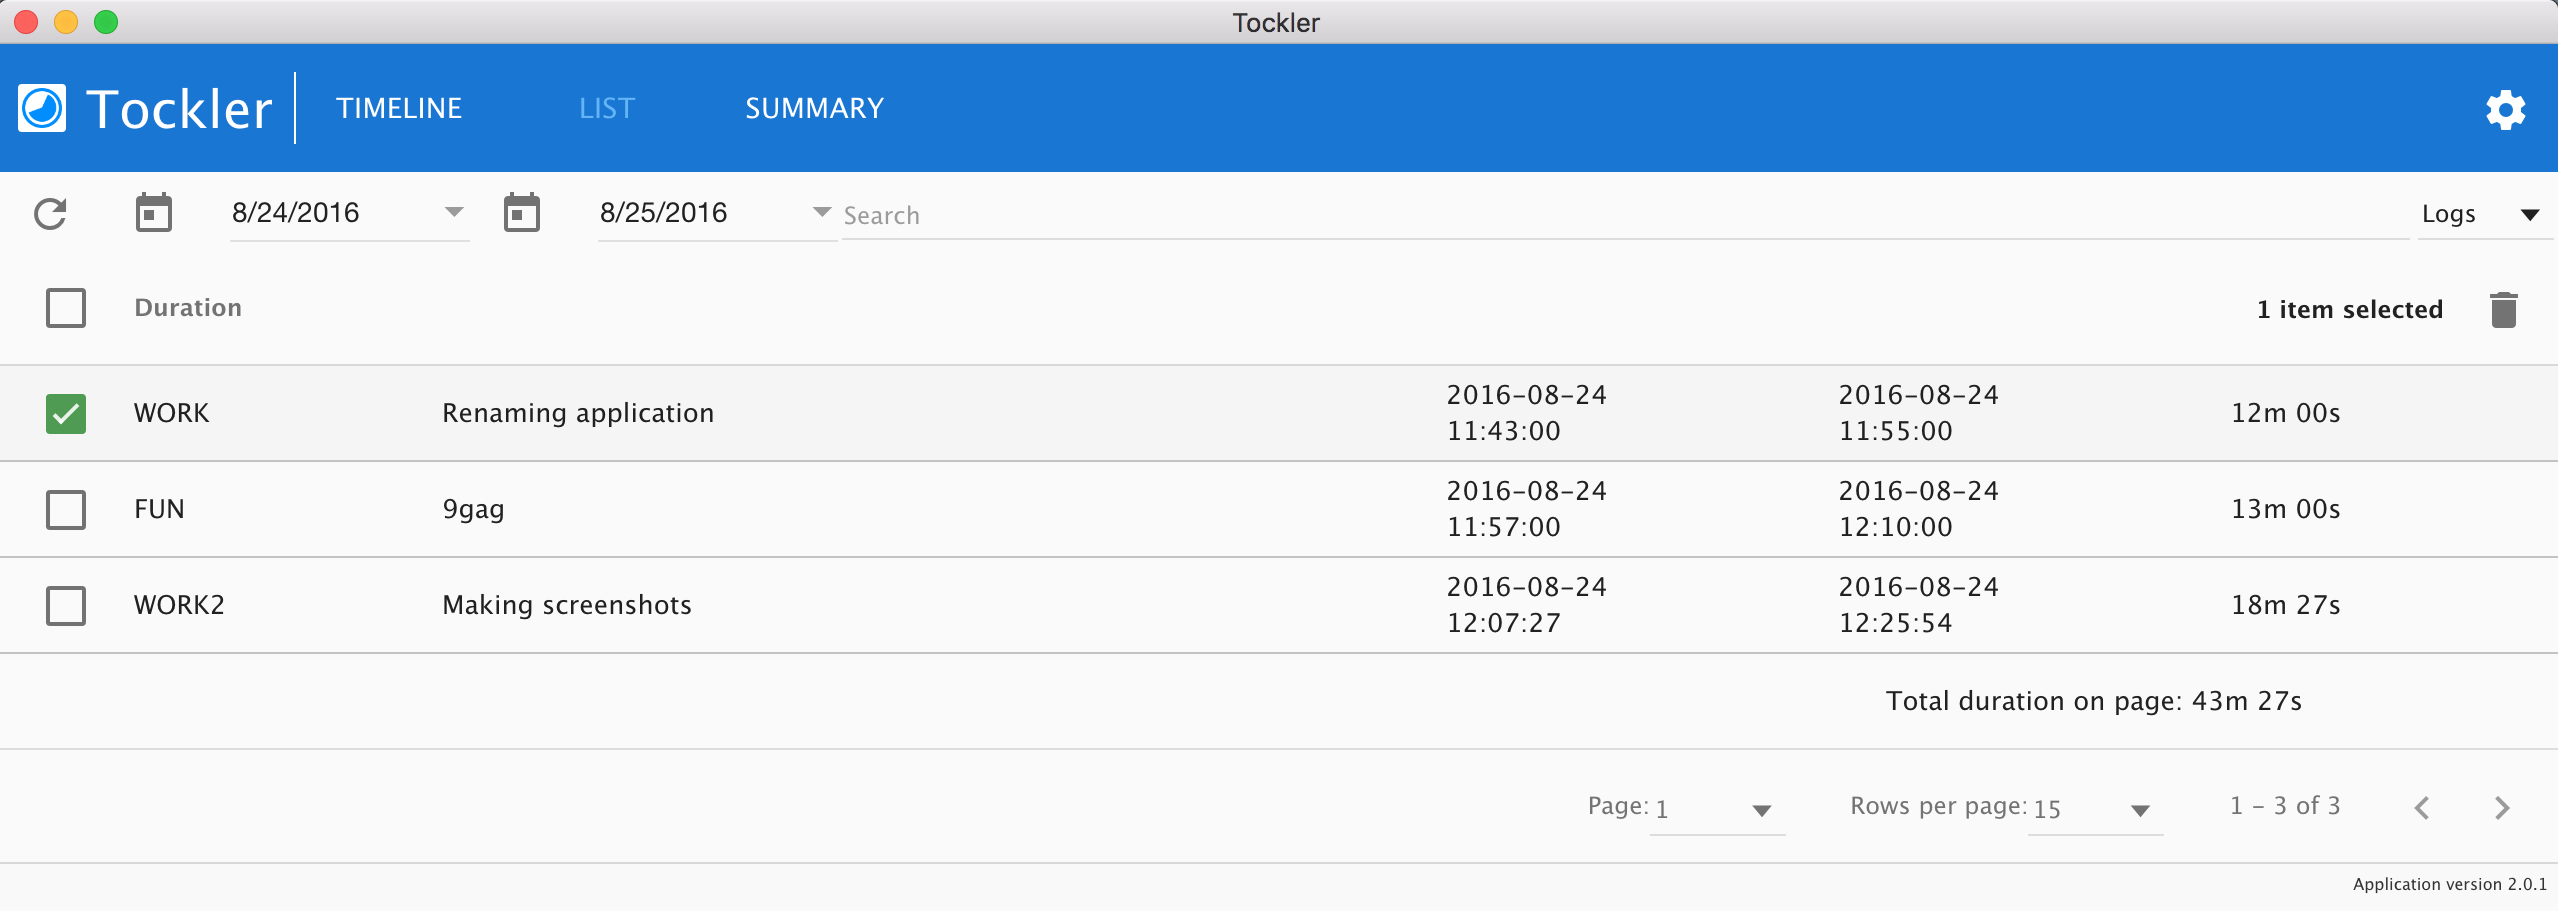 Tockler
Tockler TIMELINE LIST SUMMARY
8/24/2016 8/25/2016 Search Logs
Duration 1 item selected
WORK Renaming application 2016-08-24 11:43:00 2016-08-24 11:55:00 12m 00s
FUN 9gag 2016-08-24 11:57:00 2016-08-24 12:10:00 13m 00s
WORK2 Making screenshots 2016-08-24 12:07:27 2016-08-24 12:25:54 18m 27s
Total duration on page: 43m 27s
Page: 1 Rows per page: 15 1 - 3 of 3
Application version 2.0.1